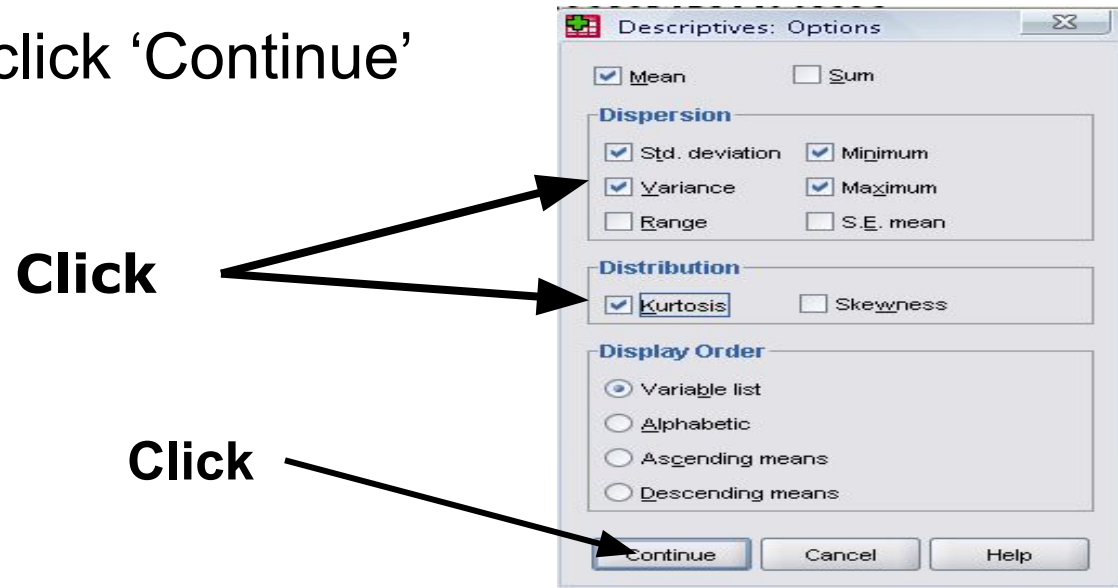 click ‘Continue’
Descriptives: Options
Mean Sum
Dispersion
Std. deviation Minimum
Variance Maximum
Range S.E. mean
Click
Distribution
Kurtosis Skewness
Display Order
Variable list
Alphabetic
Click
Ascending means
Descending means
Continue Cancel Help